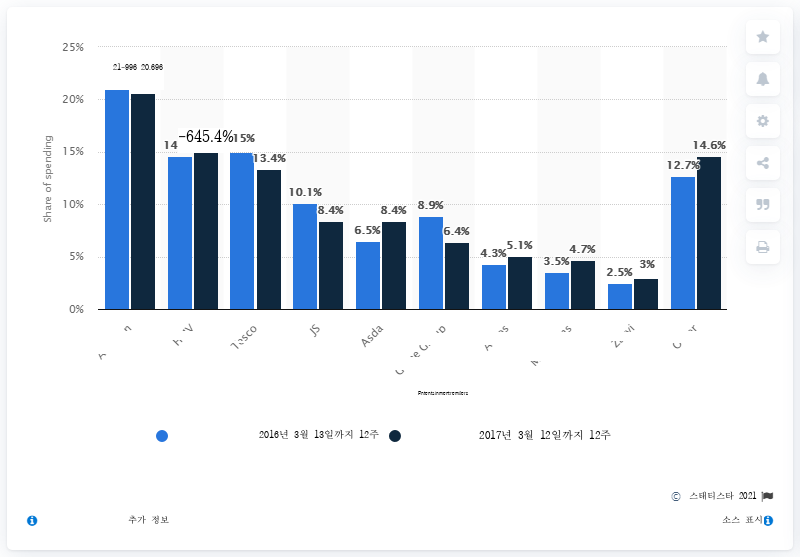 25%
21-996 20.696
20%
-645.4%
15%
14
15%
13.4%
14.6%
12.7%
10.1%
8.4%
6.5%
8.4%
8.9%
6.4%
4.3%
5.1%
3.5%
4.7%
2.5%
3%
10%
5%
0%
Share of spending
Tesco
JS
Asda
2016년 3월 13일까지 12주
2017년 3월 12일까지 12주
© 스태티스타 2021
추가 정보
소스 표시